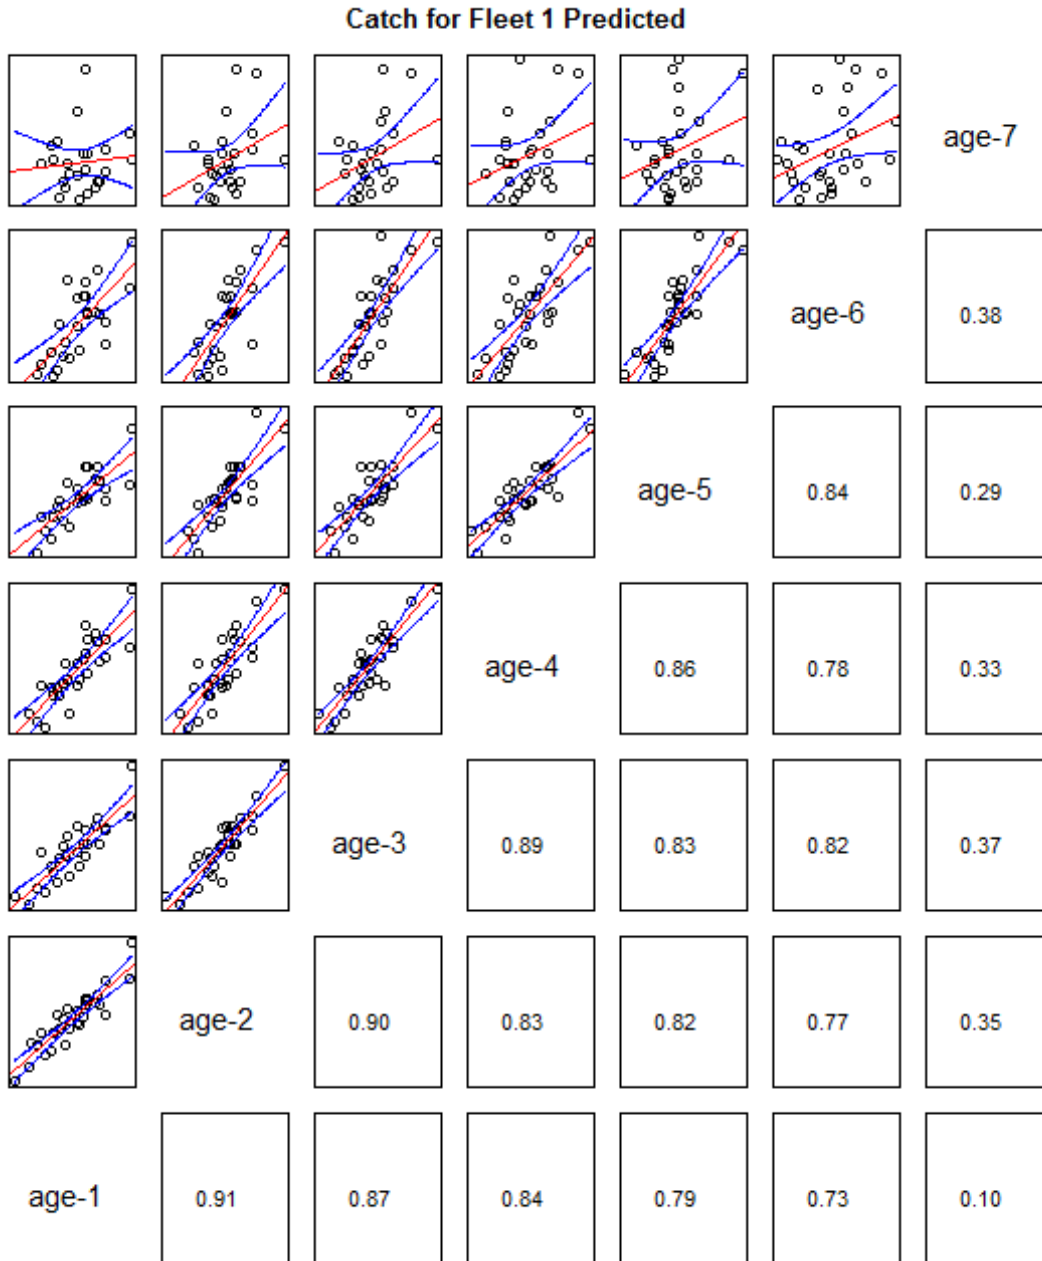 Catch for Fleet 1 Predicted
age-7
age-6 0.38
age-5 0.84 0.29
age-4 0.86 0.78 0.33
age-3 0.89 0.83 0.82 0.37
age-2 0.90 0.83 0.82 0.77 0.35
age-1 0.91 0.87 0.84 0.79 0.73 0.10